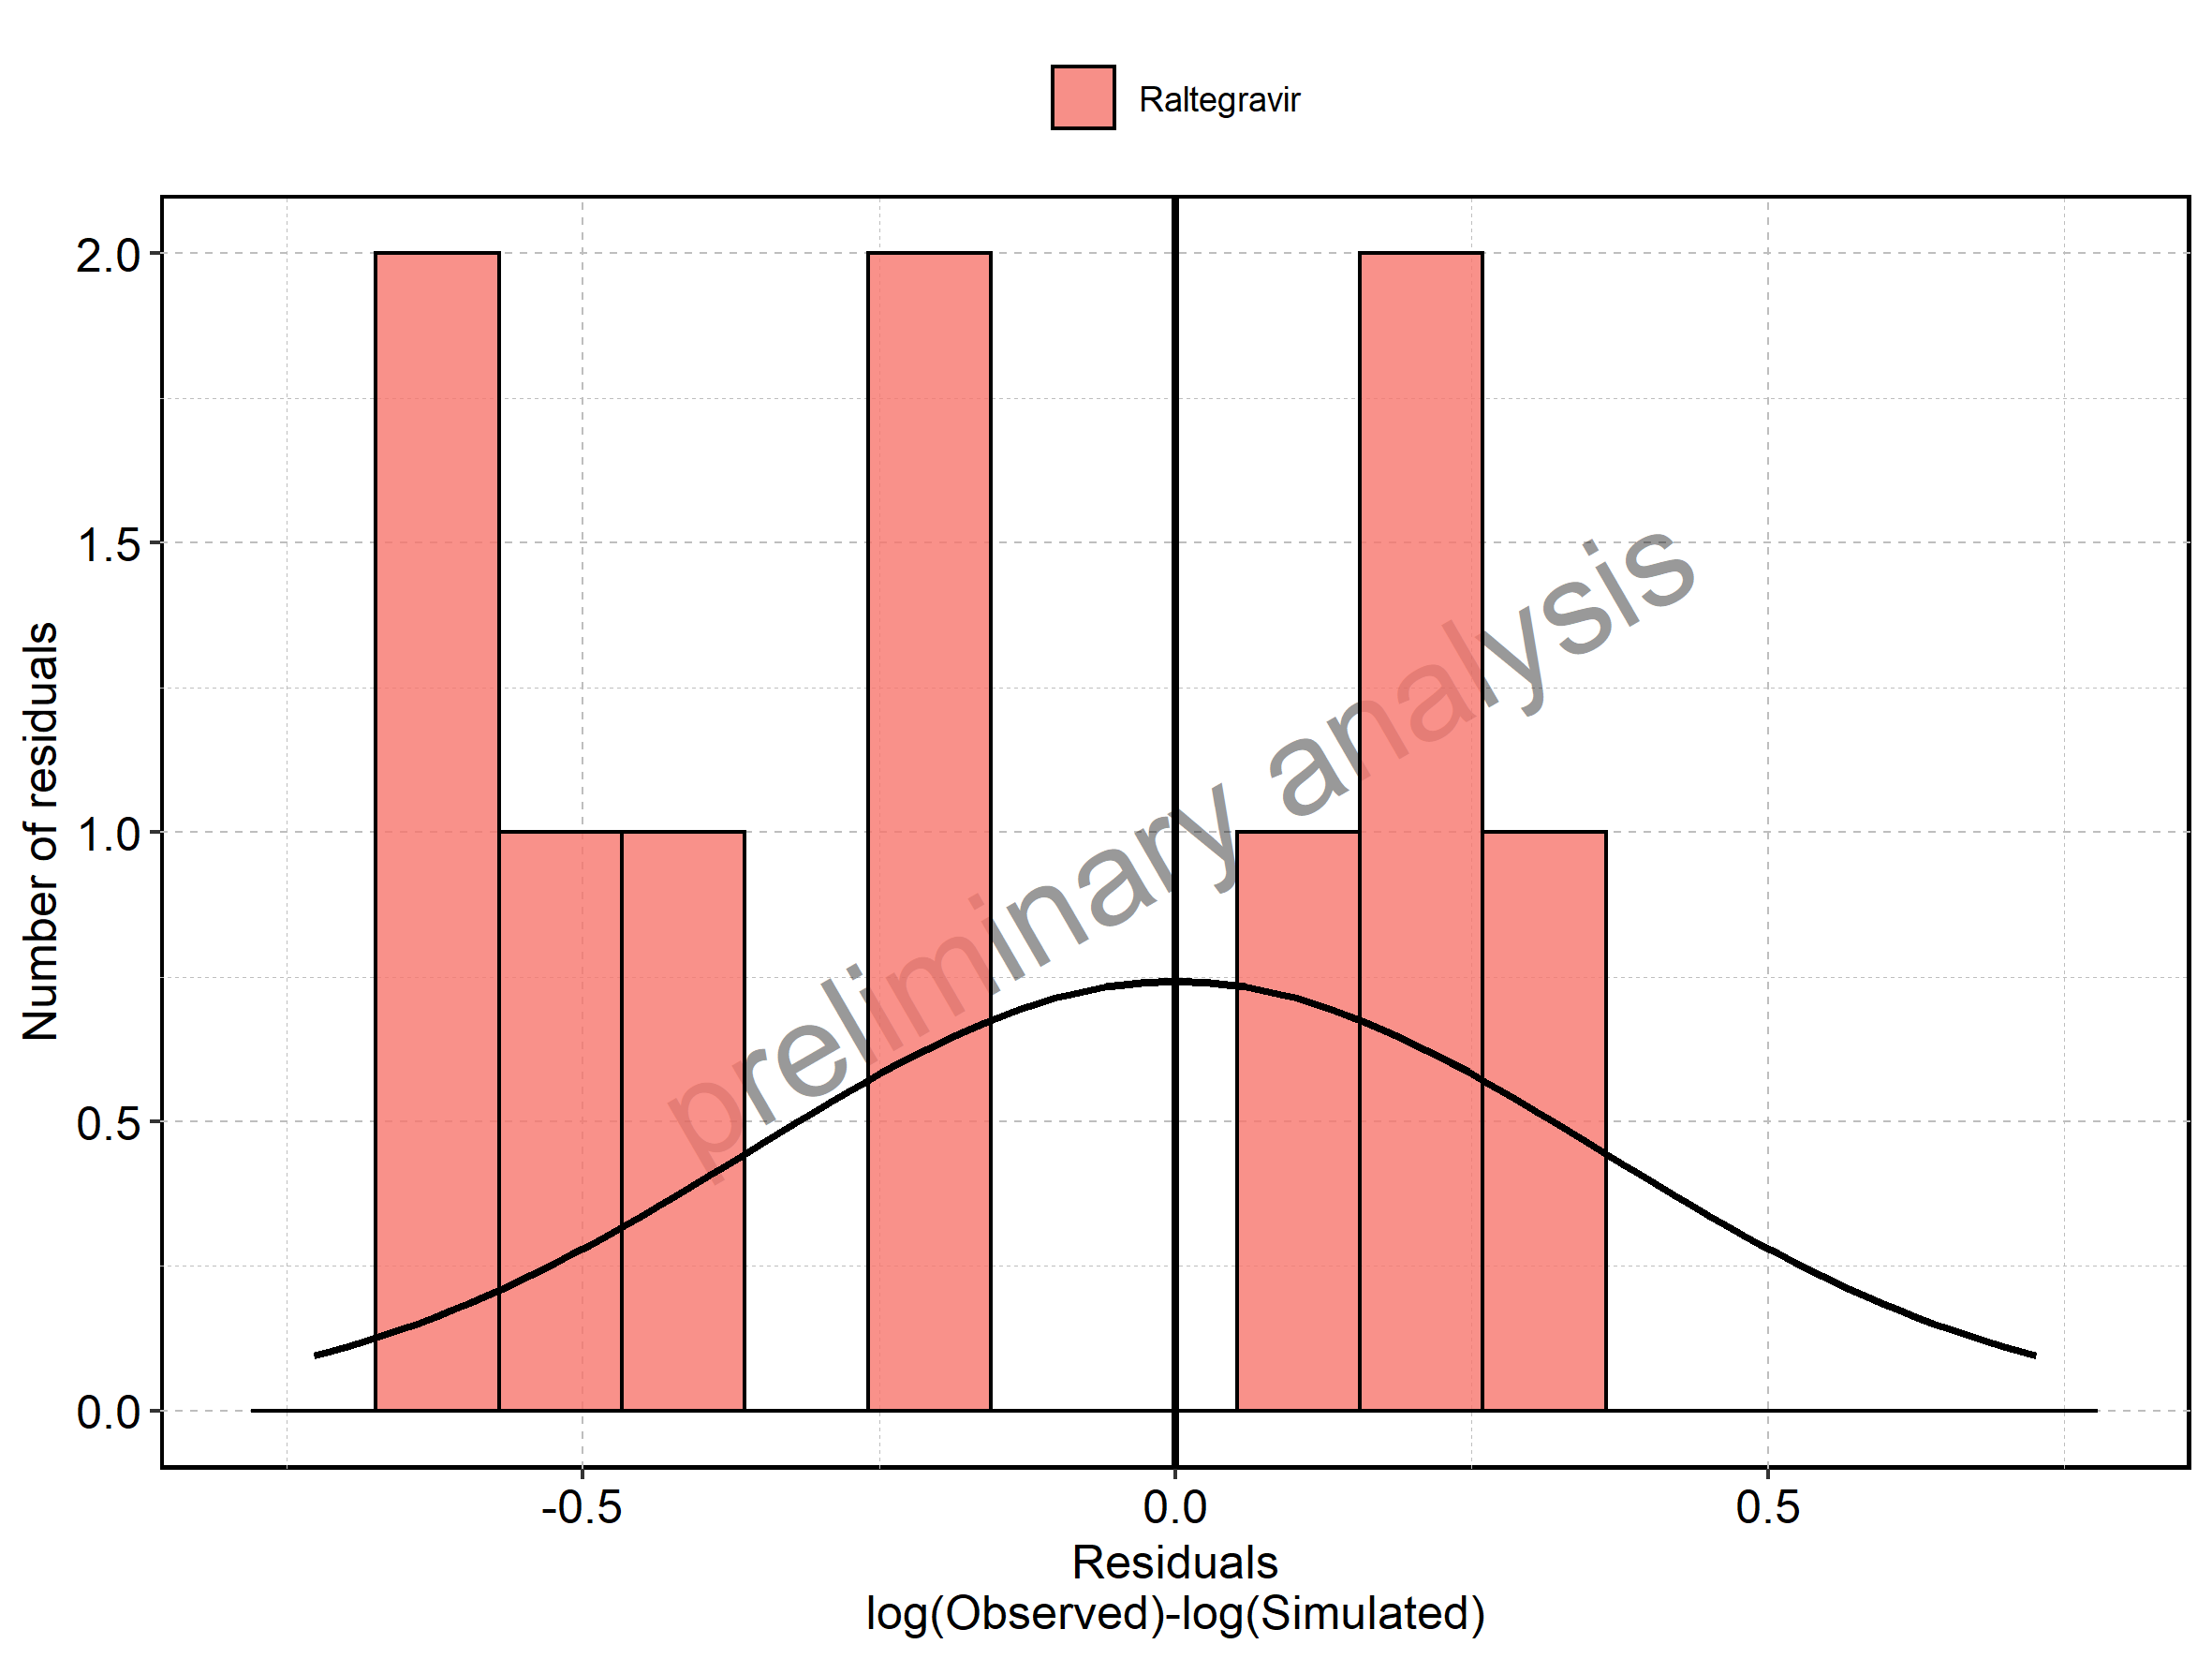 Raltegravir
2.0
1.5
1.0
0.5
0.0
Number of residuals
preliminary analysis
-0.5
0.0
0.5
Residuals
log(Observed)-log(Simulated)